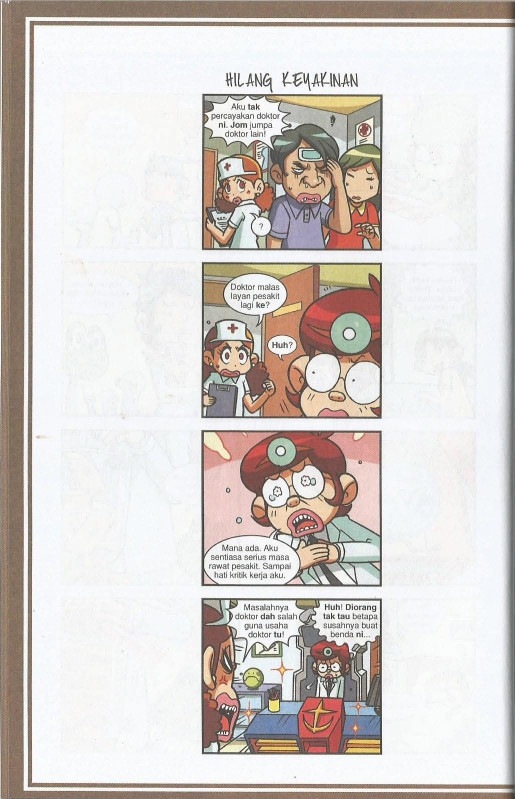 HILANG KEYAKINAN
Aku tak
percayakan doktor
ni. Jom jumpa
doktor lain!
?
Doktor malas
layan pesakit
lagi ke?
Huh?
Mana ada. Aku
sentiasa serius masa
rawat pesakit. Sampai
hati kritik kerja aku.
Masalahnya
doktor dah salah
guna usaha
doktor tu!
Huh! Diorang
tak tau betapa
susahnya buat
benda ni...